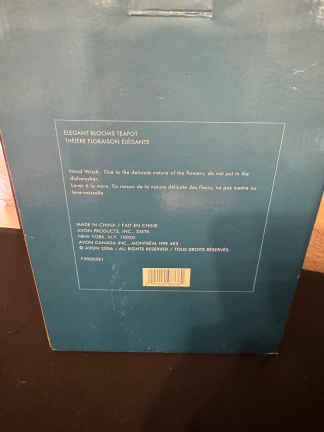 ELEGANT BLOOMS TEAPOT
THÉIÈRE FLORAISON ÉLÉGANTE
Hand Wash. Due to the delicate nature of the flowers, do not put in the
dishwasher.
Laver à la main. En raison de la nature délicate des fleurs, ne pas mettre au
lave-vaisselle.
MADE IN CHINA / FAIT EN CHINE
AVON PRODUCTS, INC., DISTR.
NEW YORK, N.Y. 10020
AVON CANADA INC., MONTRÉAL H9R 4R3
© AVON 2006 / ALL RIGHTS RESERVED / TOUS DROITS RÉSERVÉS.